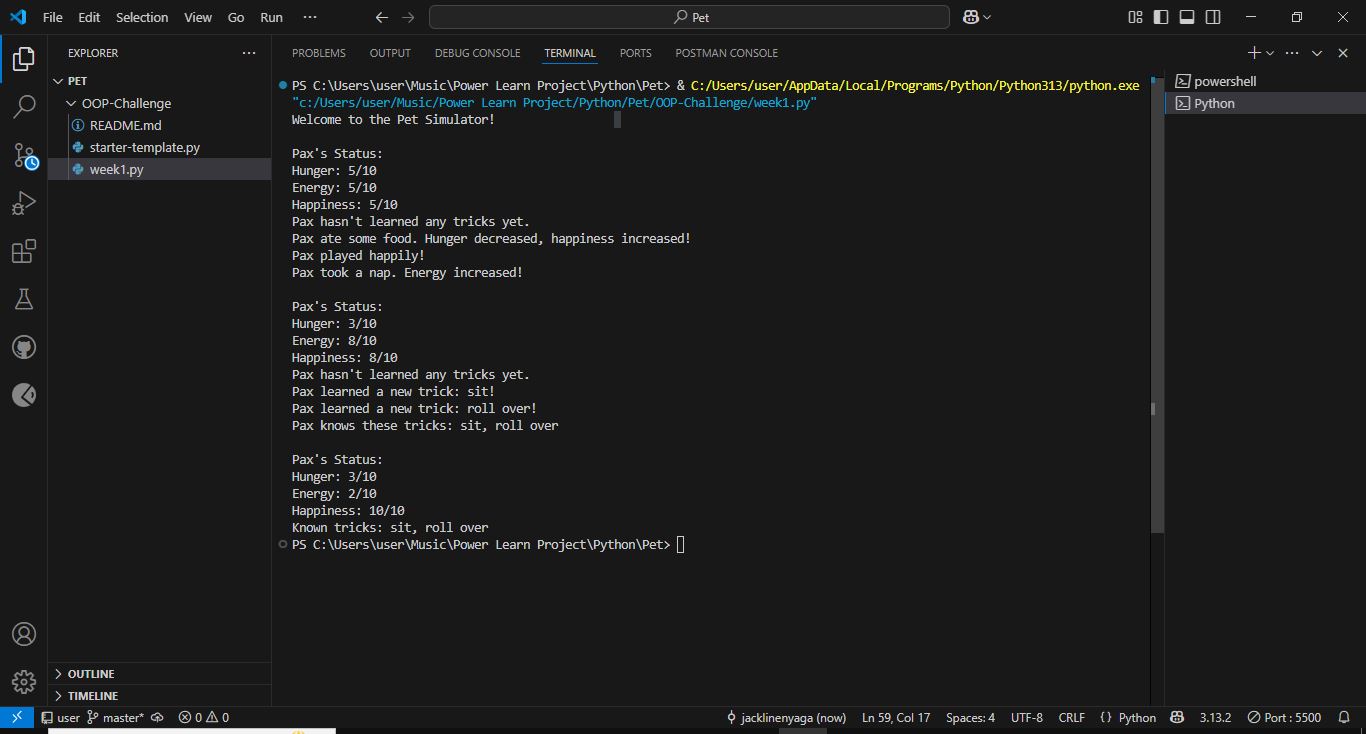 File Edit Selection View Go Run ··· Pet
EXPLORER ···
PROBLEMS OUTPUT DEBUG CONSOLE TERMINAL PORTS POSTMAN CONSOLE
PET
OOP-Challenge
README.md
starter-template.py
week1.py
PS C:\Users\user\Music\Power Learn Project\Python\Pet> & C:/Users/user/AppData/Local/Programs/Python/Python313/python.exe
"c:/Users/user/Music/Power Learn Project/Python/Pet/OOP-Challenge/week1.py"
Welcome to the Pet Simulator!
Pax's Status:
Hunger: 5/10
Energy: 5/10
Happiness: 5/10
Pax hasn't learned any tricks yet.
Pax ate some food. Hunger decreased, happiness increased!
Pax played happily!
Pax took a nap. Energy increased!
Pax's Status:
Hunger: 3/10
Energy: 8/10
Happiness: 8/10
Pax hasn't learned any tricks yet.
Pax learned a new trick: sit!
Pax learned a new trick: roll over!
Pax knows these tricks: sit, roll over
Pax's Status:
Hunger: 3/10
Energy: 2/10
Happiness: 10/10
Known tricks: sit, roll over
PS C:\Users\user\Music\Power Learn Project\Python\Pet>
powershell
Python
OUTLINE
TIMELINE
user master* 0 0 jacklinenyaga (now) Ln 59, Col 17 Spaces: 4 UTF-8 CRLF {} Python 3.13.2 Port : 5500